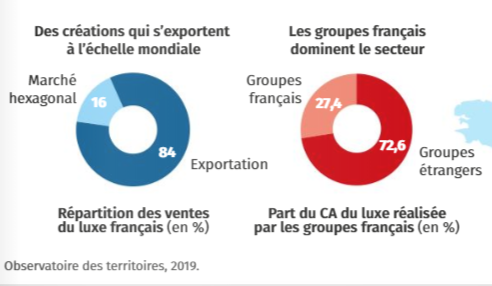 Des créations qui s'exportent
à l'échelle mondiale
Marché
hexagonal
16
84
Exportation
Répartition des ventes
du luxe français (en %)
Les groupes français
dominent le secteur
Groupes
français
27,4
72,6
Groupes
étrangers
Part du CA du luxe réalisée
par les groupes français (en %)
Observatoire des territoires, 2019.